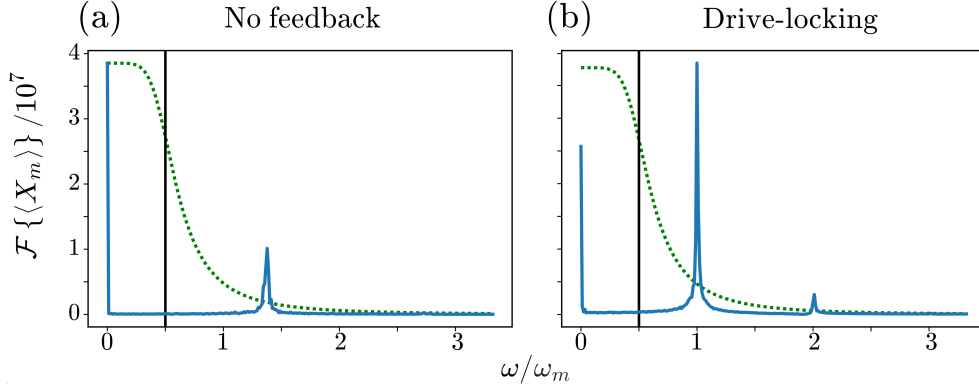 (a) No feedback
(b) Drive-locking
ℱ{⟨X_m⟩}/10^7
4
3
2
1
0
0 1 2 3
0 1 2 3
ω/ω_m